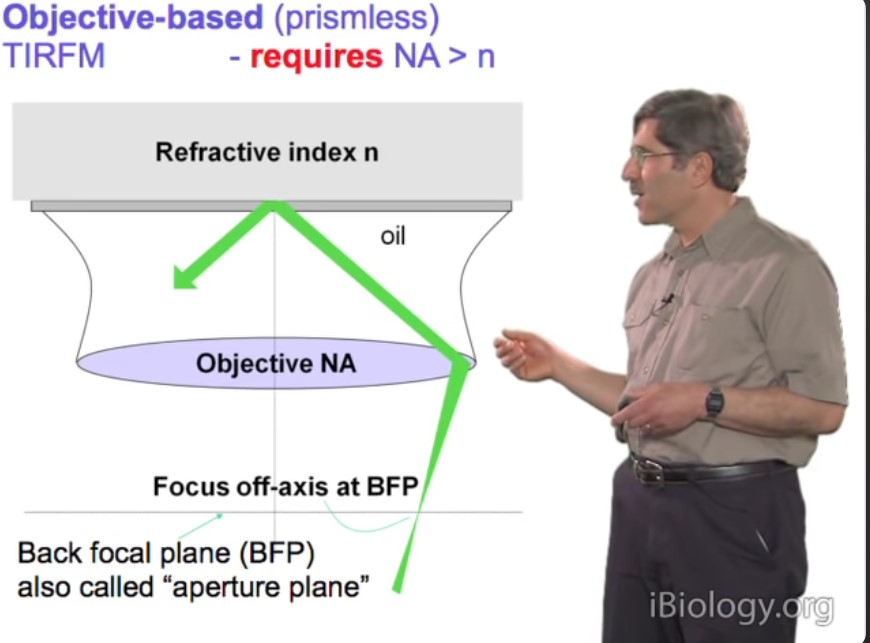 Objective-based (prismless)
TIRFM - requires NA > n
Refractive index n
oil
Objective NA
Focus off-axis at BFP
Back focal plane (BFP)
also called “aperture plane”
iBiology.org